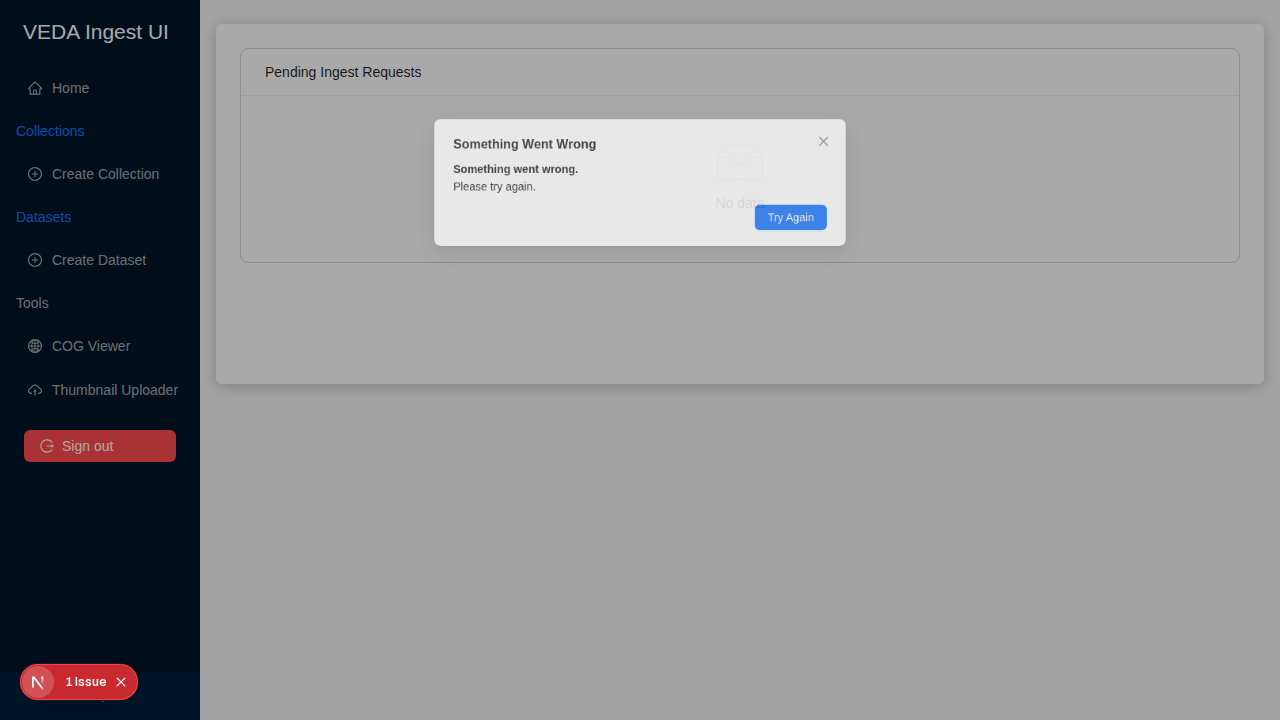 VEDA Ingest UI
Home
Collections
Create Collection
Datasets
Create Dataset
Tools
COG Viewer
Thumbnail Uploader
Sign out
1 Issue
Pending Ingest Requests
Something Went Wrong
Something went wrong.
Please try again.
No data
Try Again